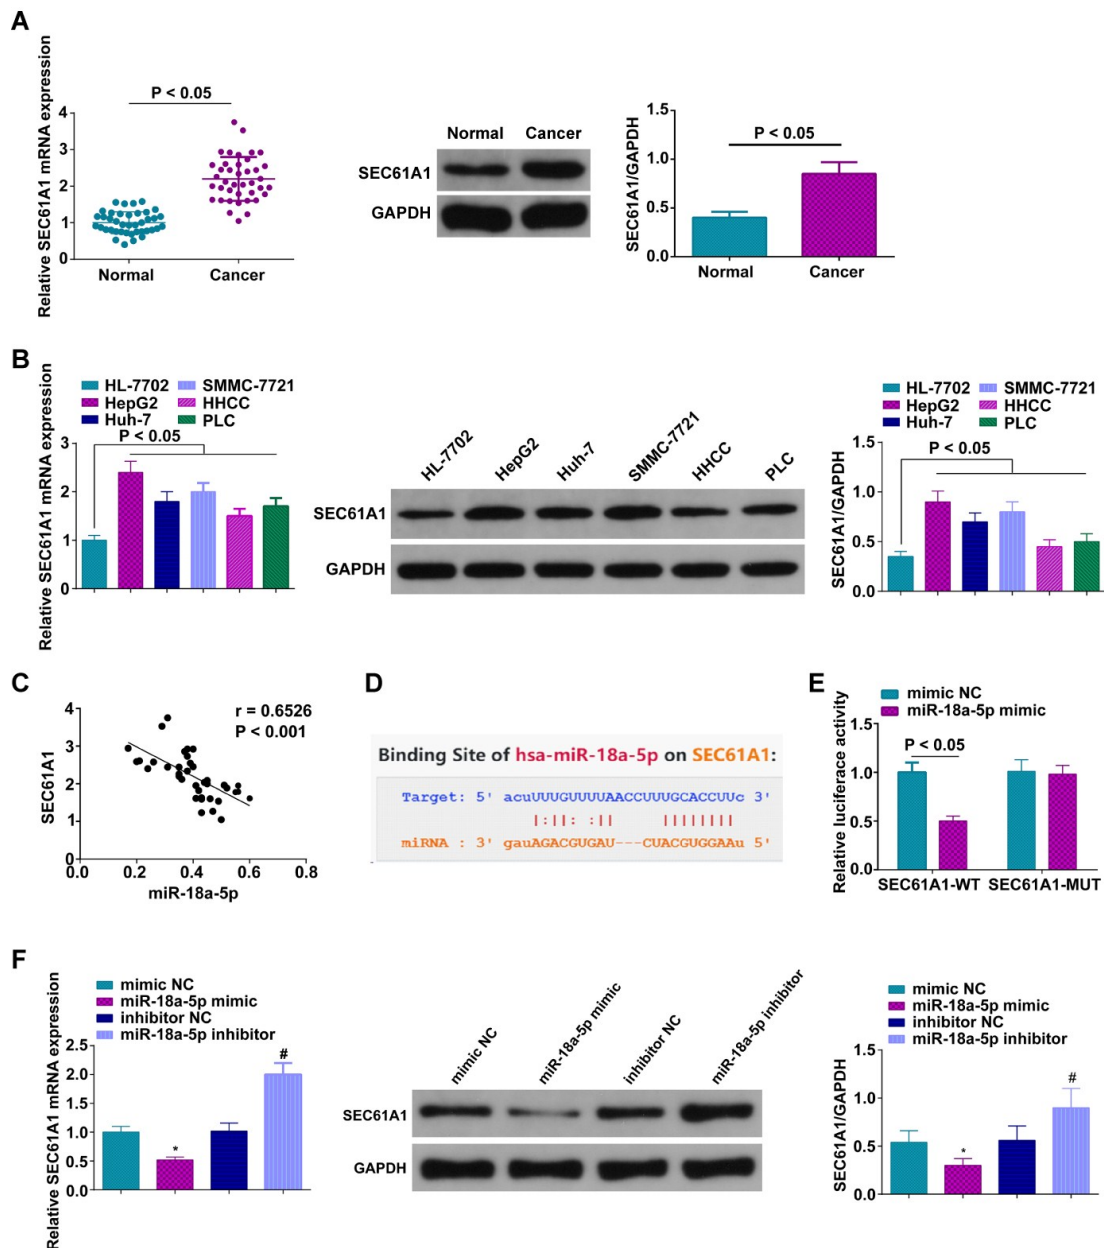 A
Relative SEC61A1 mRNA expression
P < 0.05
4
3
2
1
0
Normal
Cancer
Normal
Cancer
SEC61A1
GAPDH
SEC61A1/GAPDH
1.5
1.0
0.5
0.0
P < 0.05
Normal
Cancer
B
Relative SEC61A1 mRNA expression
HL-7702
SMMC-7721
HepG2
HHCC
Huh-7
PLC
P < 0.05
3
2
1
0
HL-7702
HepG2
Huh-7
SMMC-7721
HHCC
PLC
SEC61A1
GAPDH
SEC61A1/GAPDH
HL-7702
SMMC-7721
HepG2
HHCC
Huh-7
PLC
P < 0.05
1.5
1.0
0.5
0.0
C
SEC61A1
4
3
2
1
0
r = 0.6526
P < 0.001
0.0
0.2
0.4
0.6
0.8
miR-18a-5p
D
Binding Site of hsa-miR-18a-5p on SEC61A1:
Target: 5' acuUUUGUUUUAACCUUUGCACCUUc 3'
|:||: :|| ||||||||
miRNA : 3' gauAGACGUGAU---CUACGUGGAAu 5'
E
mimic NC
miR-18a-5p mimic
Relative luciferace activity
1.5
1.0
0.5
0.0
P < 0.05
SEC61A1-WT
SEC61A1-MUT
F
Relative SEC61A1 mRNA expression
mimic NC
miR-18a-5p mimic
inhibitor NC
miR-18a-5p inhibitor
2.5
2.0
1.5
1.0
0.5
0.0
*
#
mimic NC
miR-18a-5p mimic
inhibitor NC
miR-18a-5p inhibitor
SEC61A1
GAPDH
SEC61A1/GAPDH
mimic NC
miR-18a-5p mimic
inhibitor NC
miR-18a-5p inhibitor
1.5
1.0
0.5
0.0
*
#